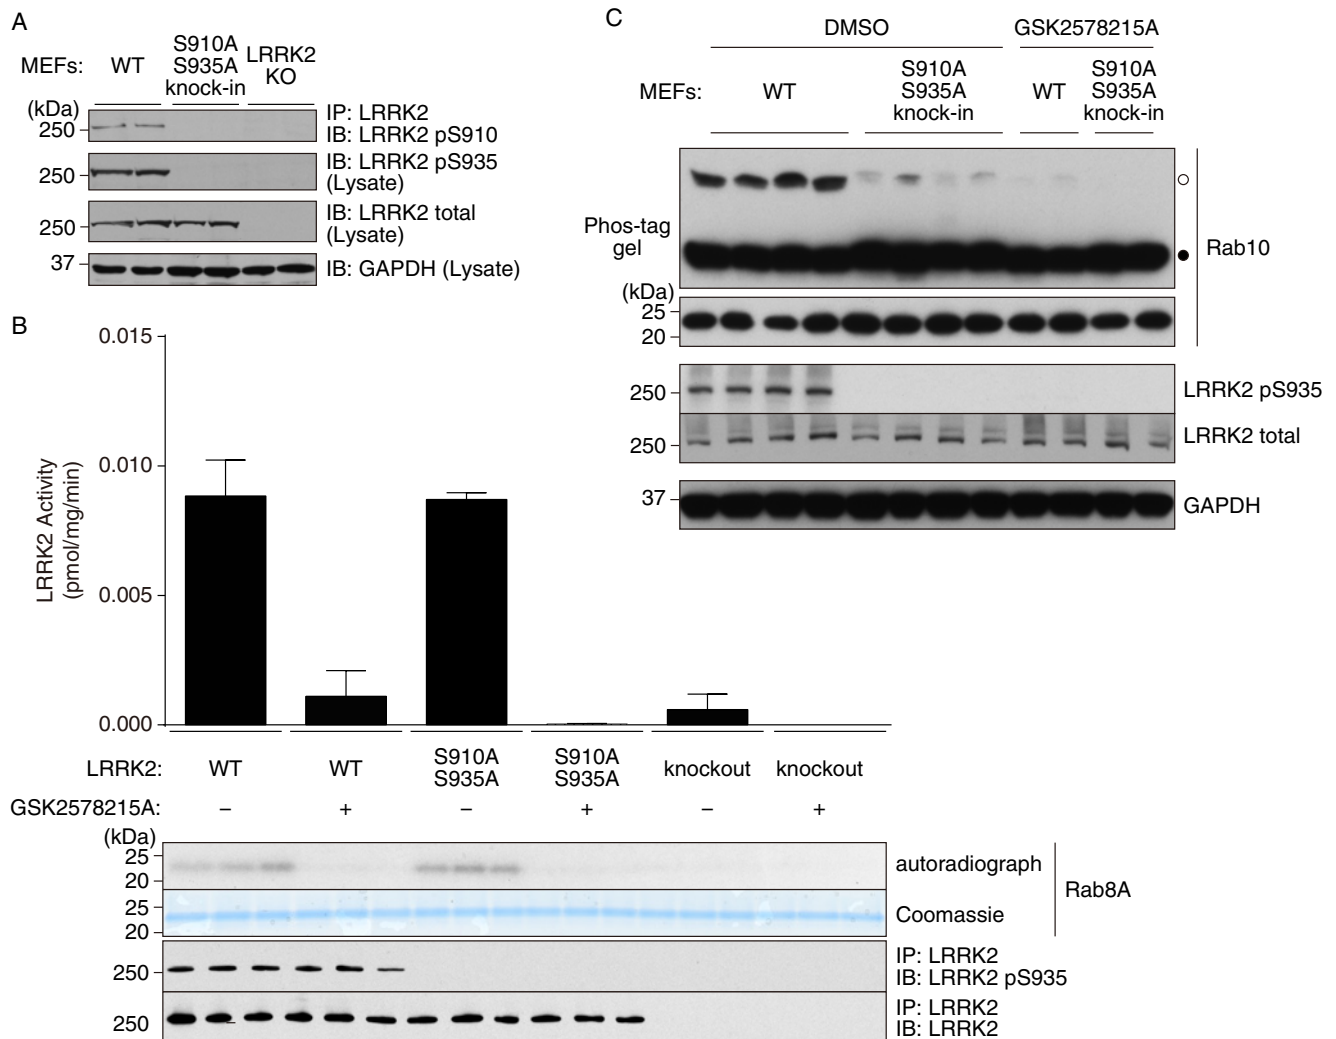 A
MEFs:
WT
S910A
S935A
knock-in
LRRK2
KO
(kDa)
250
IP: LRRK2
IB: LRRK2 pS910
250
IB: LRRK2 pS935
(Lysate)
250
IB: LRRK2 total
(Lysate)
37
IB: GAPDH (Lysate)
B
LRRK2 Activity
(pmol/mg/min)
0.015
0.010
0.005
0.000
LRRK2:
WT
WT
S910A
S935A
S910A
S935A
knockout
knockout
GSK2578215A:
– + – + – +
(kDa)
25
20
autoradiograph
25
20
Coomassie
Rab8A
250
IP: LRRK2
IB: LRRK2 pS935
250
IP: LRRK2
IB: LRRK2
C
DMSO
GSK2578215A
MEFs:
WT
S910A
S935A
knock-in
WT
S910A
S935A
knock-in
Phos-tag
gel
(kDa)
25
20
Rab10
250
LRRK2 pS935
250
LRRK2 total
37
GAPDH